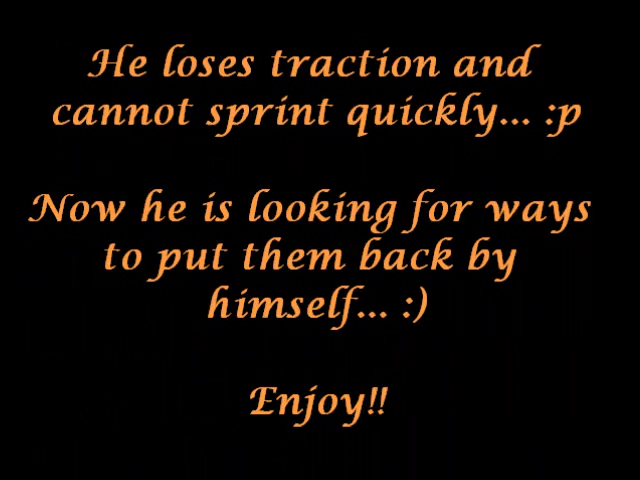 He loses traction and
cannot sprint quickly... :p
Now he is looking for ways
to put them back by
himself... :)
Enjoy!!